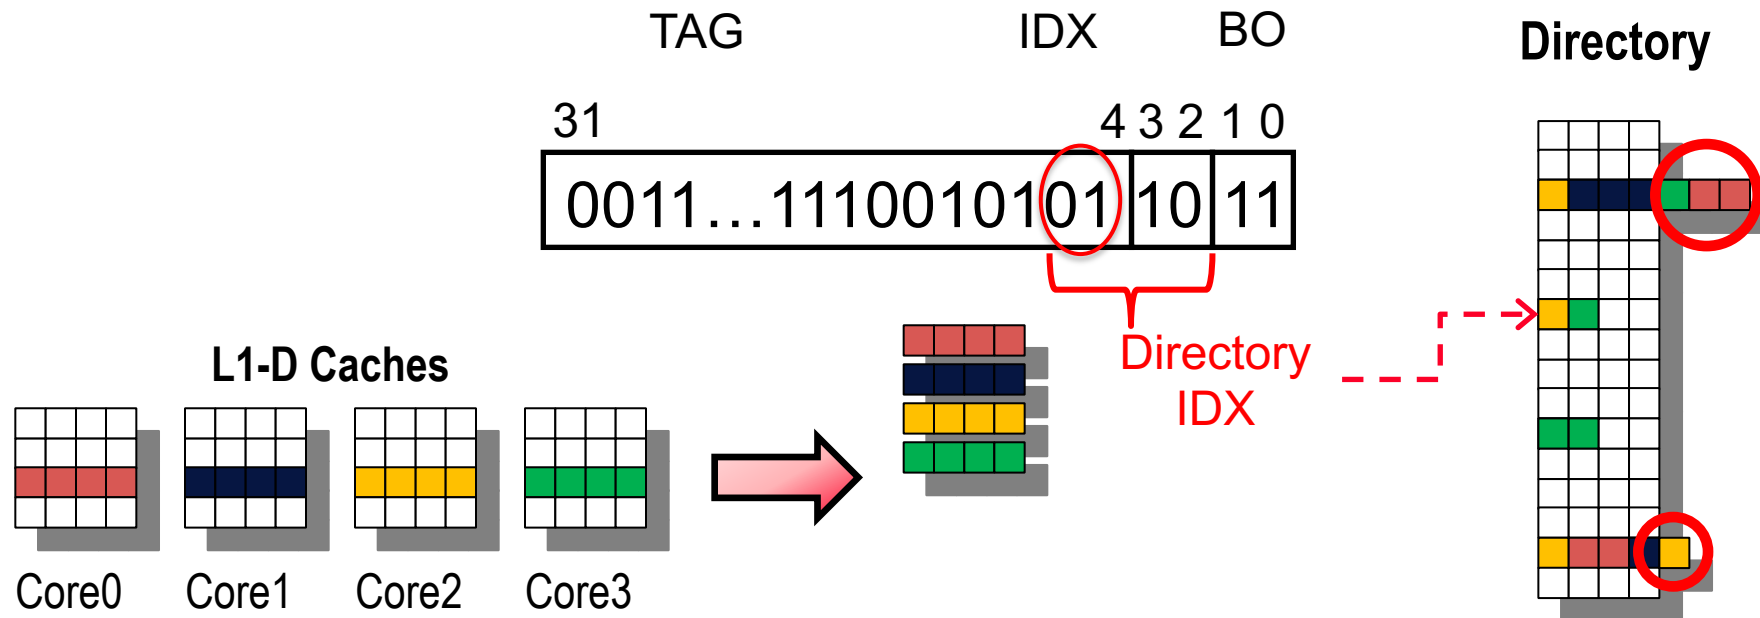 TAG IDX BO
Directory
31 4 3 2 1 0
0011...1110010101 10 11
Directory
IDX
L1-D Caches
Core0 Core1 Core2 Core3